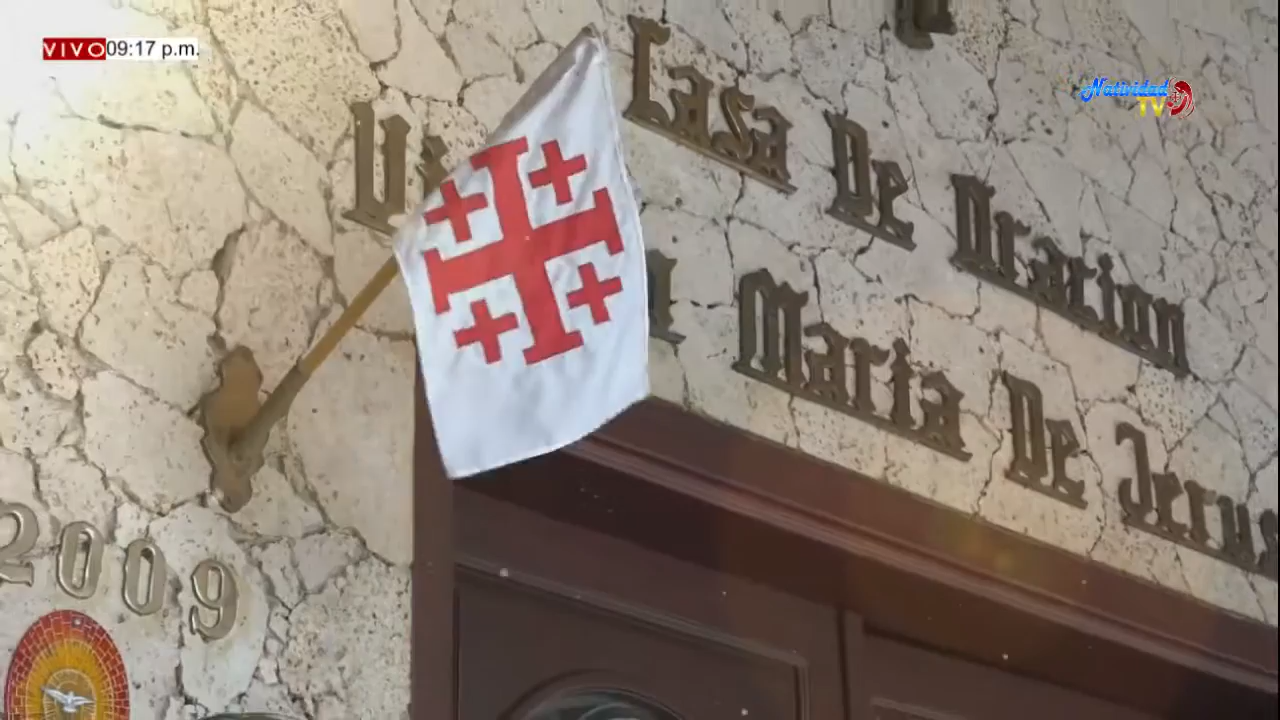 VIVO 09:17 p.m.
Natividad
TV
Casa De Oracion
Maria De
2009